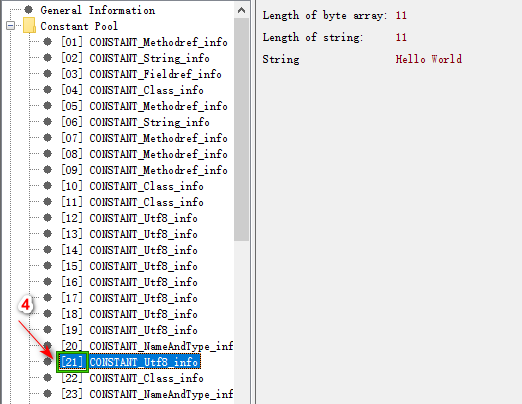 General Information
Constant Pool
[01] CONSTANT_Methodref_info
[02] CONSTANT_String_info
[03] CONSTANT_Fieldref_info
[04] CONSTANT_Class_info
[05] CONSTANT_Methodref_info
[06] CONSTANT_String_info
[07] CONSTANT_Methodref_info
[08] CONSTANT_Methodref_info
[09] CONSTANT_Methodref_info
[10] CONSTANT_Class_info
[11] CONSTANT_Class_info
[12] CONSTANT_Utf8_info
[13] CONSTANT_Utf8_info
[14] CONSTANT_Utf8_info
[15] CONSTANT_Utf8_info
[16] CONSTANT_Utf8_info
[17] CONSTANT_Utf8_info
[18] CONSTANT_Utf8_info
[19] CONSTANT_Utf8_info
[20] CONSTANT_NameAndType_inf
4
[21] CONSTANT_Utf8_info
[22] CONSTANT_Class_info
[23] CONSTANT_NameAndType_inf
Length of byte array: 11
Length of string: 11
String Hello World